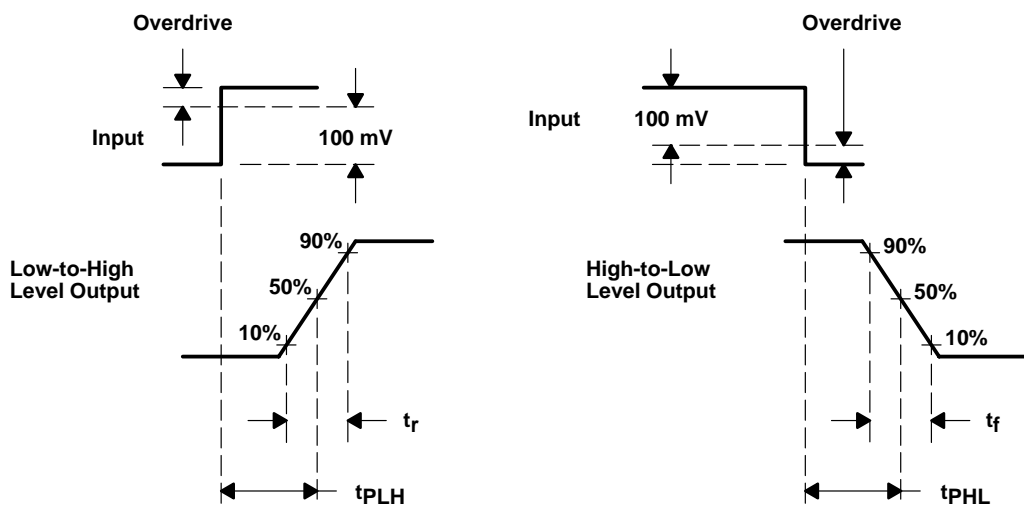 Overdrive
Input
100 mV
Low-to-High
Level Output
90%
50%
10%
tr
tPLH
Overdrive
Input
100 mV
High-to-Low
Level Output
90%
50%
10%
tf
tPHL